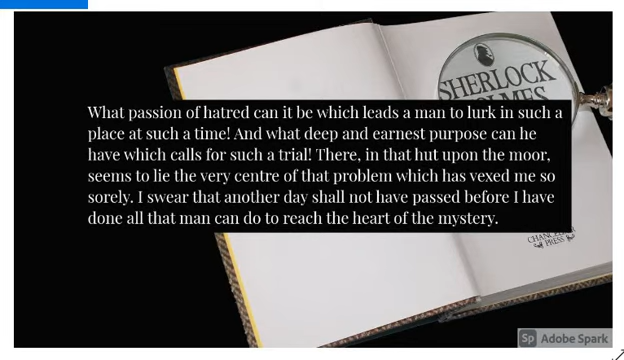 SHERLOCK
HOLMES
What passion of hatred can it be which leads a man to lurk in such a
place at such a time! And what deep and earnest purpose can he
have which calls for such a trial! There, in that hut upon the moor,
seems to lie the very centre of that problem which has vexed me so
sorely. I swear that another day shall not have passed before I have
done all that man can do to reach the heart of the mystery.
PRESS
Sp Adobe Spark